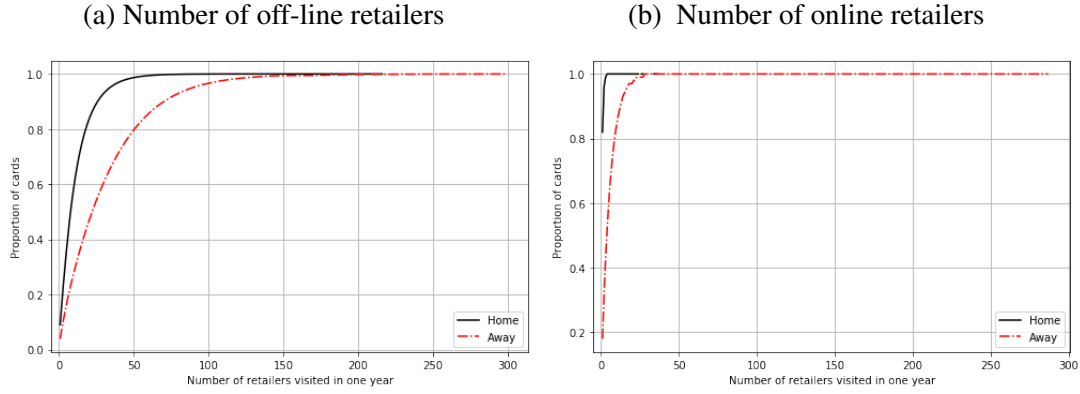 (a) Number of off-line retailers
1.0
0.8
0.6
0.4
0.2
0.0
Proportion of cards
Home
Away
0 50 100 150 200 250 300
Number of retailers visited in one year
(b) Number of online retailers
1.0
0.8
0.6
0.4
0.2
Proportion of cards
Home
Away
0 50 100 150 200 250 300
Number of retailers visited in one year